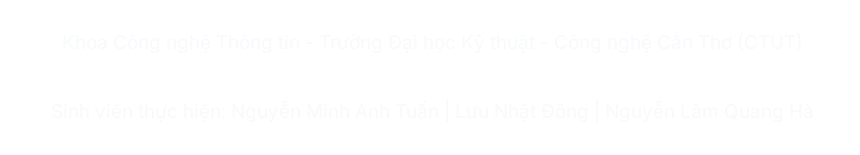 Khoa Công nghệ Thông tin - Trường Đại học Kỹ thuật - Công nghệ Cần Thơ (CTUT)
Sinh viên thực hiện: Nguyễn Minh Anh Tuấn | Lưu Nhật Đông | Nguyễn Lâm Quang Hà